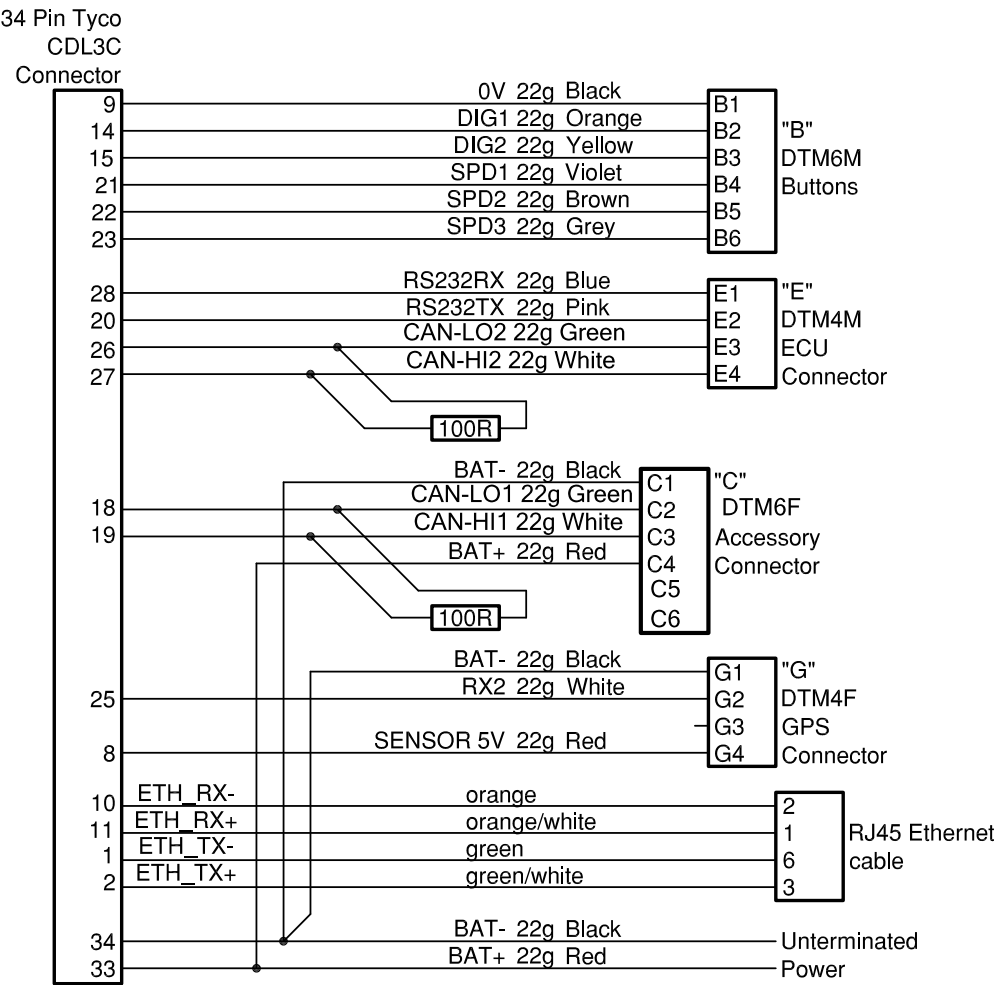 34 Pin Tyco
CDL3C
Connector
9 0V 22g Black B1
14 DIG1 22g Orange B2 "B"
15 DIG2 22g Yellow B3 DTM6M
21 SPD1 22g Violet B4 Buttons
22 SPD2 22g Brown B5
23 SPD3 22g Grey B6
28 RS232RX 22g Blue E1 "E"
20 RS232TX 22g Pink E2 DTM4M
26 CAN-LO2 22g Green E3 ECU
27 CAN-HI2 22g White E4 Connector
100R
BAT- 22g Black C1 "C"
18 CAN-LO1 22g Green C2 DTM6F
19 CAN-HI1 22g White C3 Accessory
BAT+ 22g Red C4 Connector
C5
100R C6
BAT- 22g Black G1 "G"
25 RX2 22g White G2 DTM4F
G3 GPS
8 SENSOR 5V 22g Red G4 Connector
10 ETH_RX- orange 2
11 ETH_RX+ orange/white 1 RJ45 Ethernet
1 ETH_TX- green 6 cable
2 ETH_TX+ green/white 3
34 BAT- 22g Black Unterminated
33 BAT+ 22g Red Power